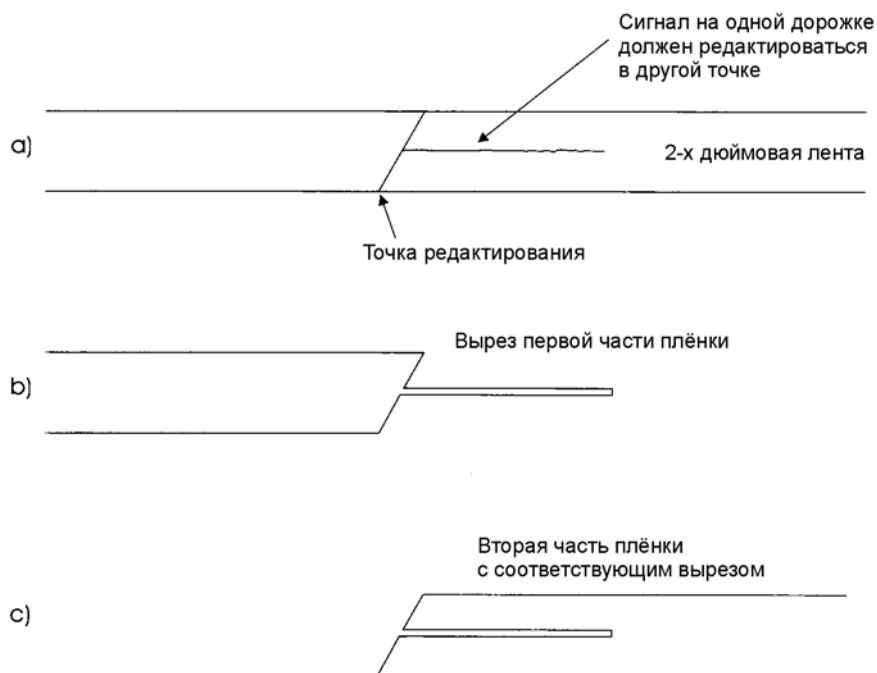 Сигнал на одной дорожке
должен редактироваться
в другой точке
a)
2-х дюймовая лента
Точка редактирования
Вырез первой части плёнки
b)
Вторая часть плёнки
с соответствующим вырезом
c)